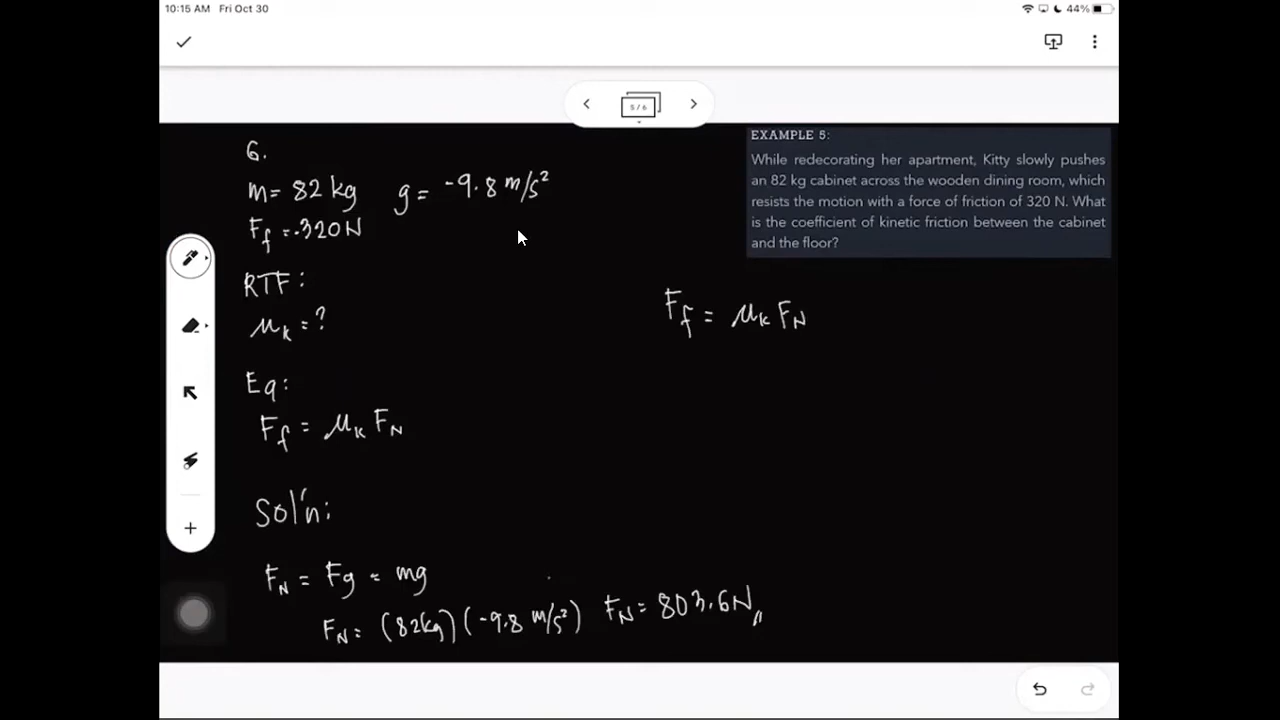 10:15 AM Fri Oct 30
44%
5 / 6
EXAMPLE 5:
While redecorating her apartment, Kitty slowly pushes
an 82 kg cabinet across the wooden dining room, which
resists the motion with a force of friction of 320 N. What
is the coefficient of kinetic friction between the cabinet
and the floor?
G.
m = 82 kg g = -9.8 m/s²
Ff = 320N
RTF:
μk = ?
Ff = μk FN
Eq:
Ff = μk FN
Sol'n:
FN = Fg = mg
FN = (82kg)(-9.8 m/s²) FN = 803.6N,,